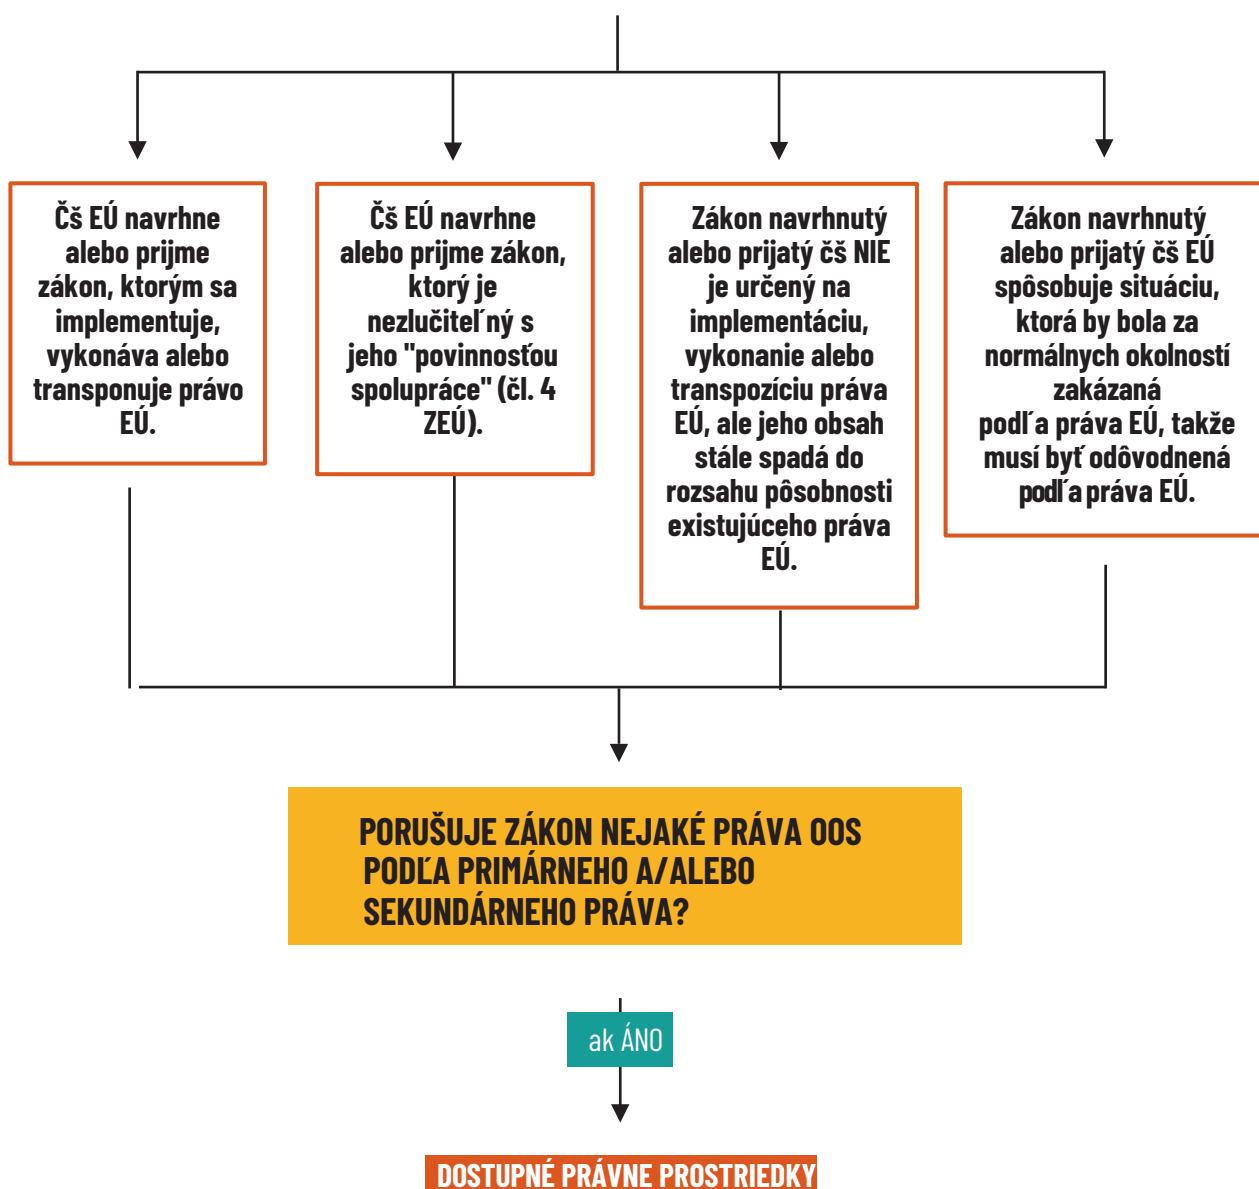 Čš EÚ navrhne
alebo prijme
zákon, ktorým sa
implementuje,
vykonáva alebo
transponuje právo
EÚ.
Čš EÚ navrhne
alebo prijme zákon,
ktorý je
nezlučiteľný s
jeho "povinnosťou
spolupráce" (čl. 4
ZEÚ).
Zákon navrhnutý
alebo prijatý čš NIE
je určený na
implementáciu,
vykonanie alebo
transpozíciu práva
EÚ, ale jeho obsah
stále spadá do
rozsahu pôsobnosti
existujúceho práva
EÚ.
Zákon navrhnutý
alebo prijatý čš EÚ
spôsobuje situáciu,
ktorá by bola za
normálnych okolností
zakázaná
podľa práva EÚ, takže
musí byť odôvodnená
podľa práva EÚ.
PORUŠUJE ZÁKON NEJAKÉ PRÁVA OOS
PODĽA PRIMÁRNEHO A/ALEBO
SEKUNDÁRNEHO PRÁVA?
ak ÁNO
DOSTUPNÉ PRÁVNE PROSTRIEDKY